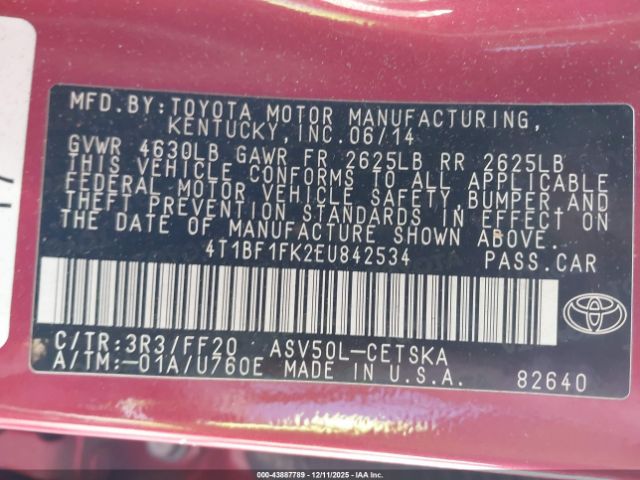 MFD.BY:TOYOTA MOTOR MANUFACTURING,
KENTUCKY,INC.06/14
GVWR 4630LB GAWR FR 2625LB RR 2625LB
THIS VEHICLE CONFORMS TO ALL APPLICABLE
FEDERAL MOTOR VEHICLE SAFETY,BUMPER,AND
THEFT PREVENTION STANDARDS IN EFFECT ON
THE DATE OF MANUFACTURE SHOWN ABOVE.
4T1BF1FK2EU842534 PASS.CAR
C/TR:3R3/FF20 ASV50L-CETSKA
A/TM:-01A/U760E MADE IN U.S.A. 82640
000-43887789 - 12/11/2025 - IAAI.COM